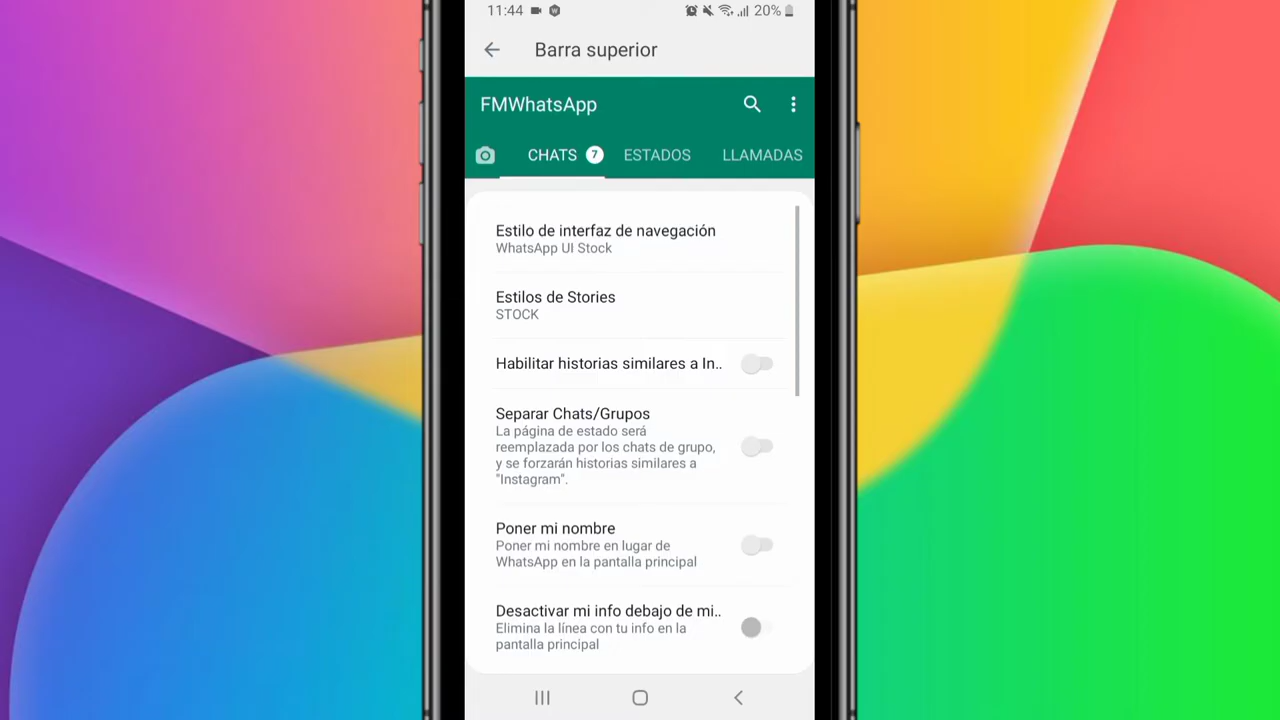 11:44
20%
Barra superior
FMWhatsApp
CHATS 7 ESTADOS LLAMADAS
Estilo de interfaz de navegación
WhatsApp UI Stock
Estilos de Stories
STOCK
Habilitar historias similares a In..
Separar Chats/Grupos
La página de estado será
reemplazada por los chats de grupo,
y se forzarán historias similares a
"Instagram".
Poner mi nombre
Poner mi nombre en lugar de
WhatsApp en la pantalla principal
Desactivar mi info debajo de mi..
Elimina la línea con tu info en la
pantalla principal